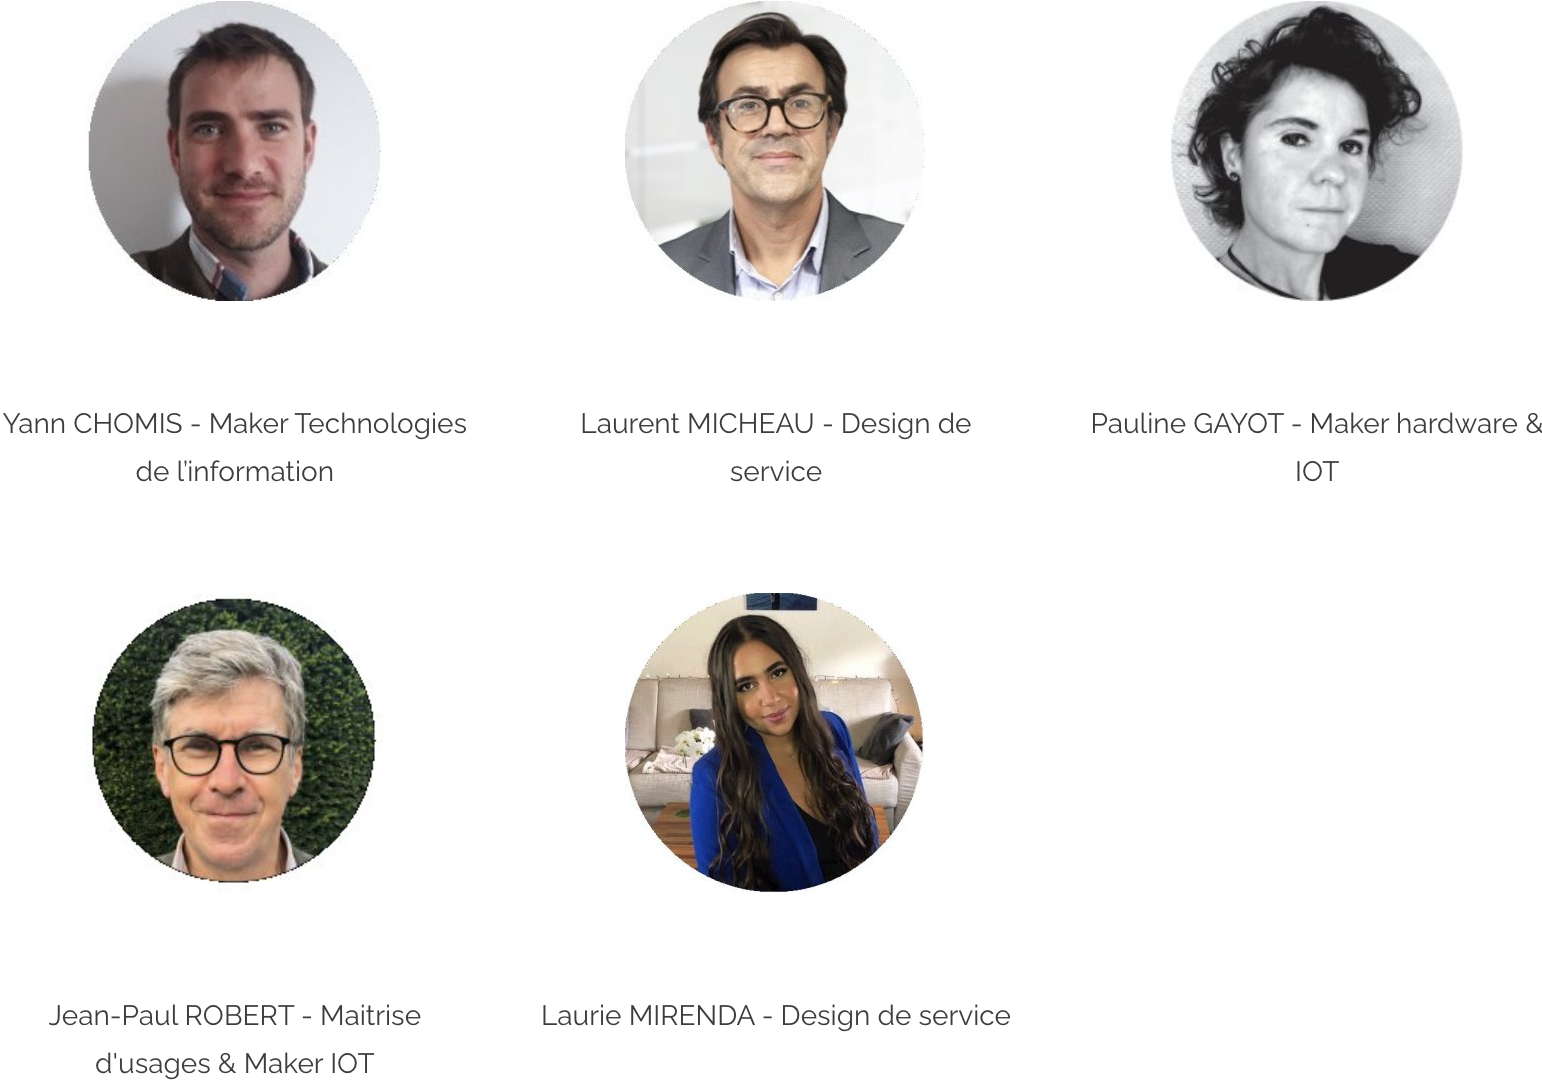 Yann CHOMIS - Maker Technologies
de l'information
Laurent MICHEAU - Design de
service
Pauline GAYOT - Maker hardware &
IOT
Jean-Paul ROBERT - Maitrise
d'usages & Maker IOT
Laurie MIRENDA - Design de service